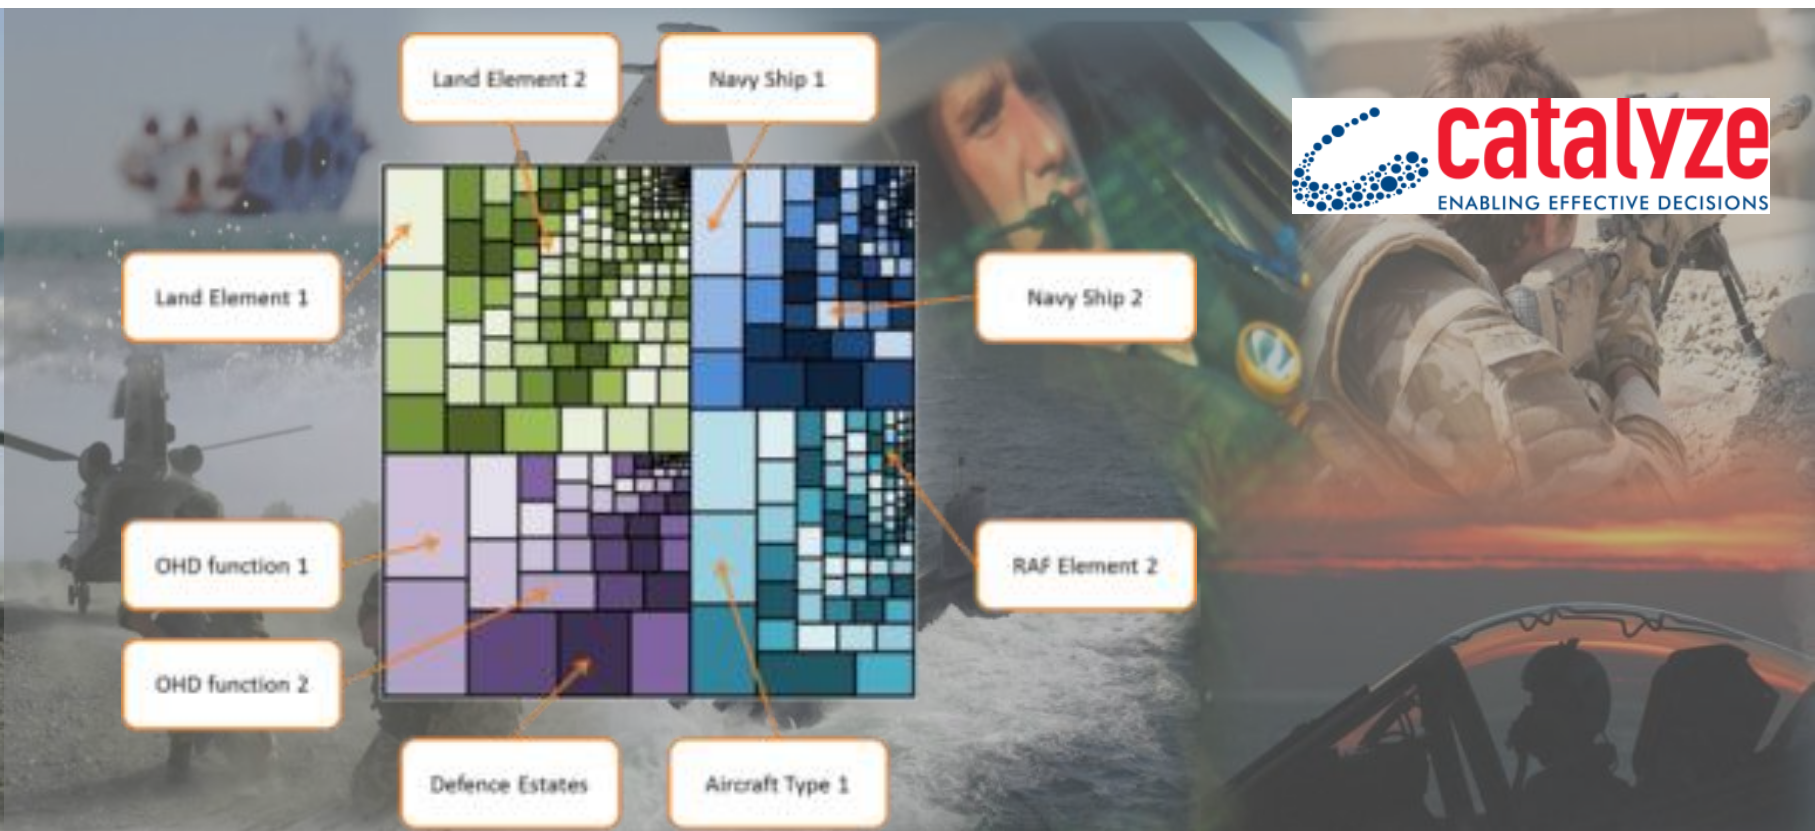 Land Element 2
Navy Ship 1
catalyze
ENABLING EFFECTIVE DECISIONS
Land Element 1
Navy Ship 2
OHD function 1
RAF Element 2
OHD function 2
Defence Estates
Aircraft Type 1